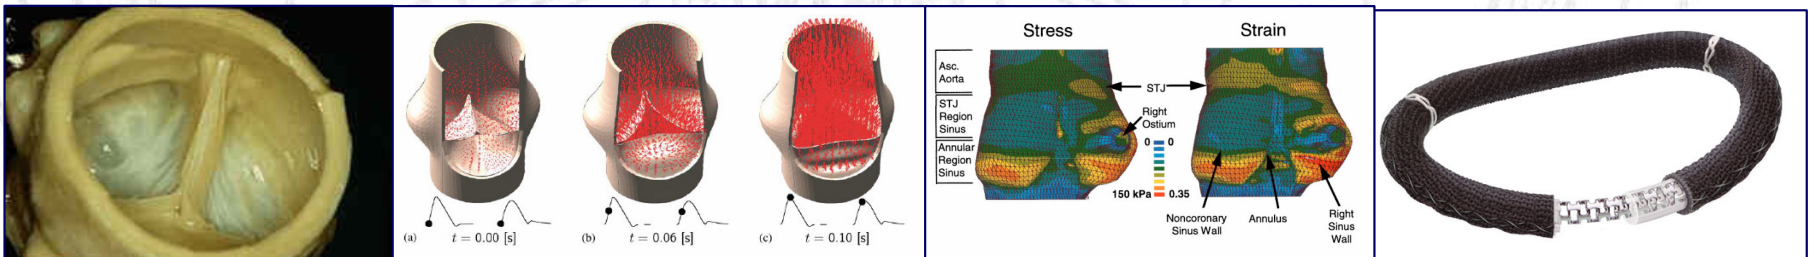 (a)
t = 0.00 [s]
(b)
t = 0.06 [s]
(c)
t = 0.10 [s]
Stress
Strain
Asc.
Aorta
STJ
Region
Sinus
Annular
Region
Sinus
STJ
Right
Ostium
0 0
150 kPa 0.35
Noncoronary
Sinus Wall
Annulus
Right
Sinus
Wall